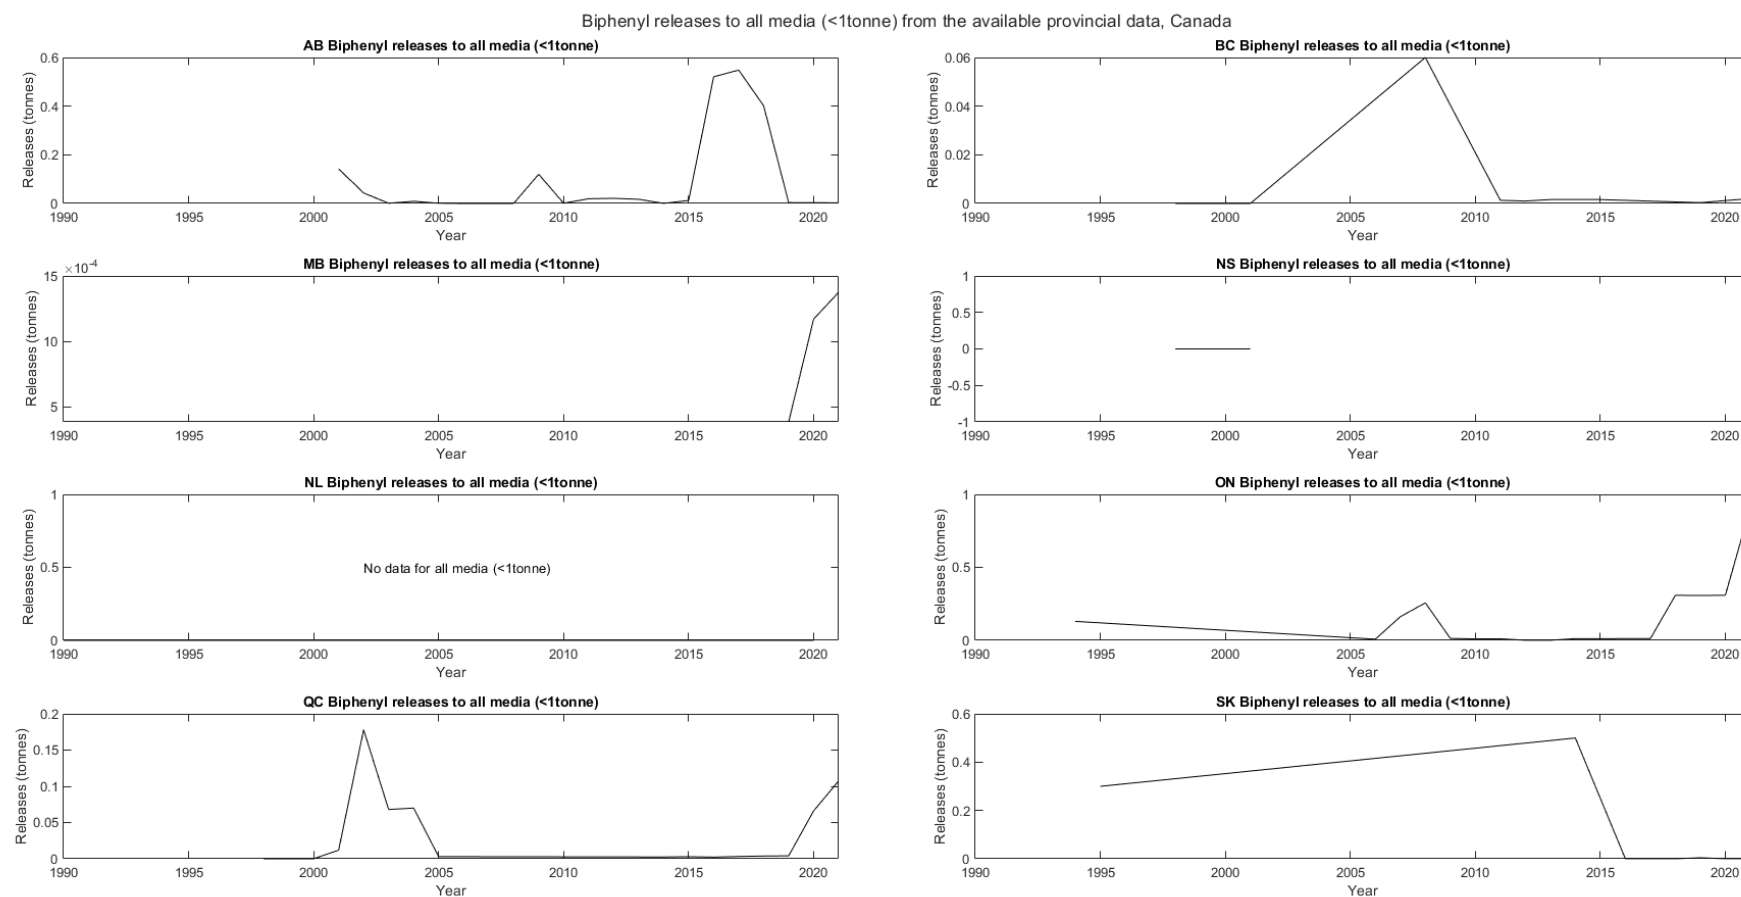 Biphenyl releases to all media (<1tonne) from the available provincial data, Canada
AB Biphenyl releases to all media (<1tonne)
Releases (tonnes)
0.6
0.4
0.2
0
1990 1995 2000 2005 2010 2015 2020
Year
BC Biphenyl releases to all media (<1tonne)
Releases (tonnes)
0.06
0.04
0.02
0
1990 1995 2000 2005 2010 2015 2020
Year
MB Biphenyl releases to all media (<1tonne)
Releases (tonnes)
×10-4
15
10
5
1990 1995 2000 2005 2010 2015 2020
Year
NS Biphenyl releases to all media (<1tonne)
Releases (tonnes)
1
0.5
0
-0.5
-1
1990 1995 2000 2005 2010 2015 2020
Year
NL Biphenyl releases to all media (<1tonne)
Releases (tonnes)
1
0.5
0
No data for all media (<1tonne)
1990 1995 2000 2005 2010 2015 2020
Year
ON Biphenyl releases to all media (<1tonne)
Releases (tonnes)
1
0.5
0
1990 1995 2000 2005 2010 2015 2020
Year
QC Biphenyl releases to all media (<1tonne)
Releases (tonnes)
0.2
0.15
0.1
0.05
0
1990 1995 2000 2005 2010 2015 2020
Year
SK Biphenyl releases to all media (<1tonne)
Releases (tonnes)
0.6
0.4
0.2
0
1990 1995 2000 2005 2010 2015 2020
Year